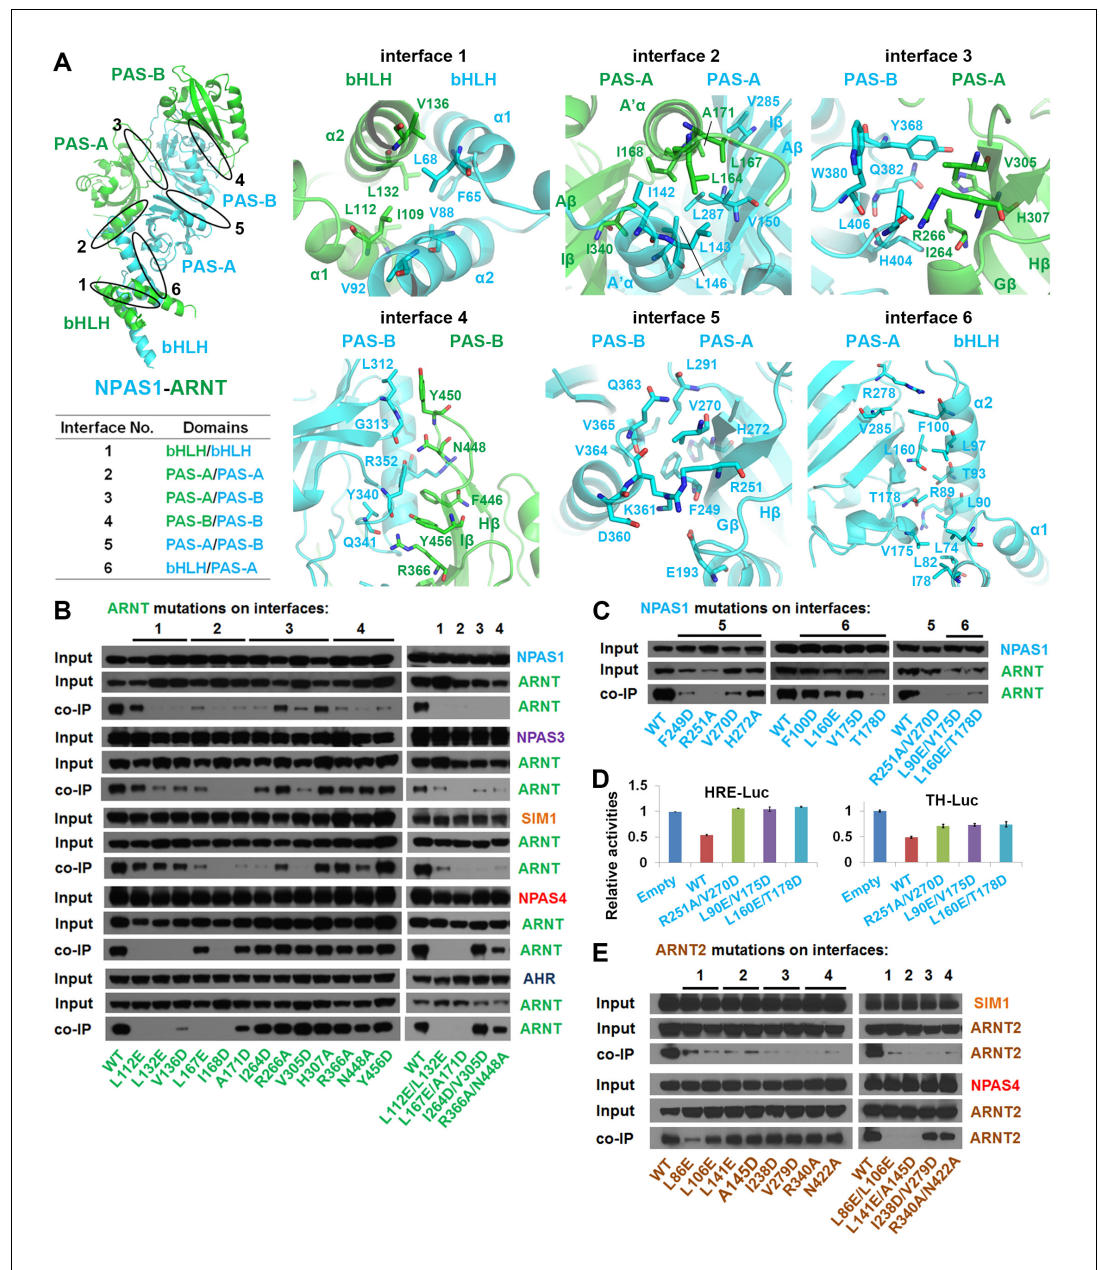 A
PAS-B
PAS-A
3
4
PAS-B
5
2
PAS-A
1
6
bHLH
bHLH
NPAS1-ARNT
Interface No. Domains
1 bHLH/bHLH
2 PAS-A/PAS-A
3 PAS-A/PAS-B
4 PAS-B/PAS-B
5 PAS-A/PAS-B
6 bHLH/PAS-A
interface 1
bHLH bHLH
V136
α1
α2
L68
L132
F65
L112 I109 V88
α1
V92
α2
interface 2
PAS-A PAS-A
A'α
A171
V285
Iβ
Aβ
I168
L167
L164
I142
Aβ
L287
V150
I340
L143
Iβ
A'α
L146
interface 3
PAS-B PAS-A
Y368
V305
W380
Q382
L406
H307
R266
H404
I264
Hβ
Gβ
interface 4
PAS-B PAS-B
L312
Y450
G313
N448
R352
Y340
F446
Hβ
Iβ
Q341
Y456
R366
interface 5
PAS-B PAS-A
L291
Q363
V270
V365
H272
V364
R251
K361 F249
Gβ
Hβ
D360
E193
interface 6
PAS-A bHLH
R278
α2
V285
F100
L160
L97
T93
T178
R89
L90
α1
V175
L74
L82
I78
B
ARNT mutations on interfaces:
1 2 3 4 1 2 3 4
Input NPAS1
Input ARNT
co-IP ARNT
Input NPAS3
Input ARNT
co-IP ARNT
Input SIM1
Input ARNT
co-IP ARNT
Input NPAS4
Input ARNT
co-IP ARNT
Input AHR
Input ARNT
co-IP ARNT
WT
L112E
L132E
V136D
L167E
I168D
A171D
I264D
R266A
V305D
H307A
R366A
N448A
Y456D
WT
L112E/L132E
L167E/A171D
I264D/V305D
R366A/N448A
C
NPAS1 mutations on interfaces:
5 6 5 6
Input NPAS1
Input ARNT
co-IP ARNT
WT
F249D
R251A
V270D
H272A
WT
F100D
L160E
V175D
T178D
WT
R251A/V270D
L90E/V175D
L160E/T178D
D
Relative activities
HRE-Luc
1.5
1
0.5
0
Empty
WT
R251A/V270D
L90E/V175D
L160E/T178D
TH-Luc
1
0.5
0
Empty
WT
R251A/V270D
L90E/V175D
L160E/T178D
E
ARNT2 mutations on interfaces:
1 2 3 4 1 2 3 4
Input SIM1
Input ARNT2
co-IP ARNT2
Input NPAS4
Input ARNT2
co-IP ARNT2
WT
L86E
L106E
L141E
A145D
I238D
V279D
R340A
N422A
WT
L86E/L106E
L141E/A145D
I238D/V279D
R340A/N422A